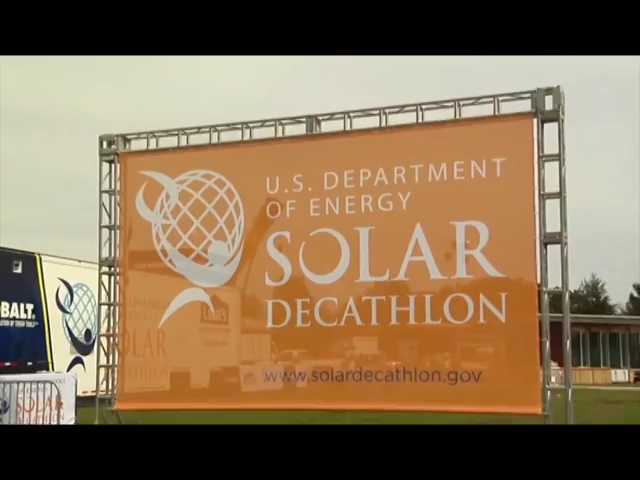 U.S. DEPARTMENT
OF ENERGY
SOLAR
DECATHLON
www.solardecathlon.gov
BALT
SOLAR